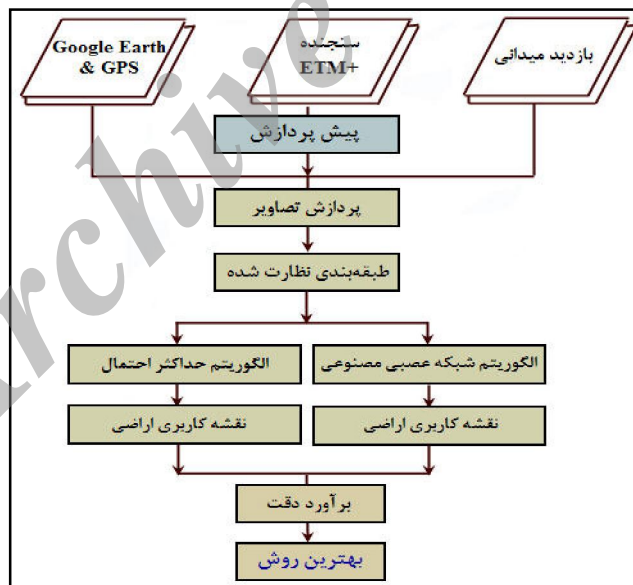 Google Earth
& GPS
سنجنده
ETM+
بازدید میدانی
پیش پردازش
پردازش تصاویر
طبقه‌بندی نظارت شده
الگوریتم شبکه عصبی مصنوعی
الگوریتم حداکثر احتمال
نقشه کاربری اراضی
نقشه کاربری اراضی
برآورد دقت
بهترین روش
Archive